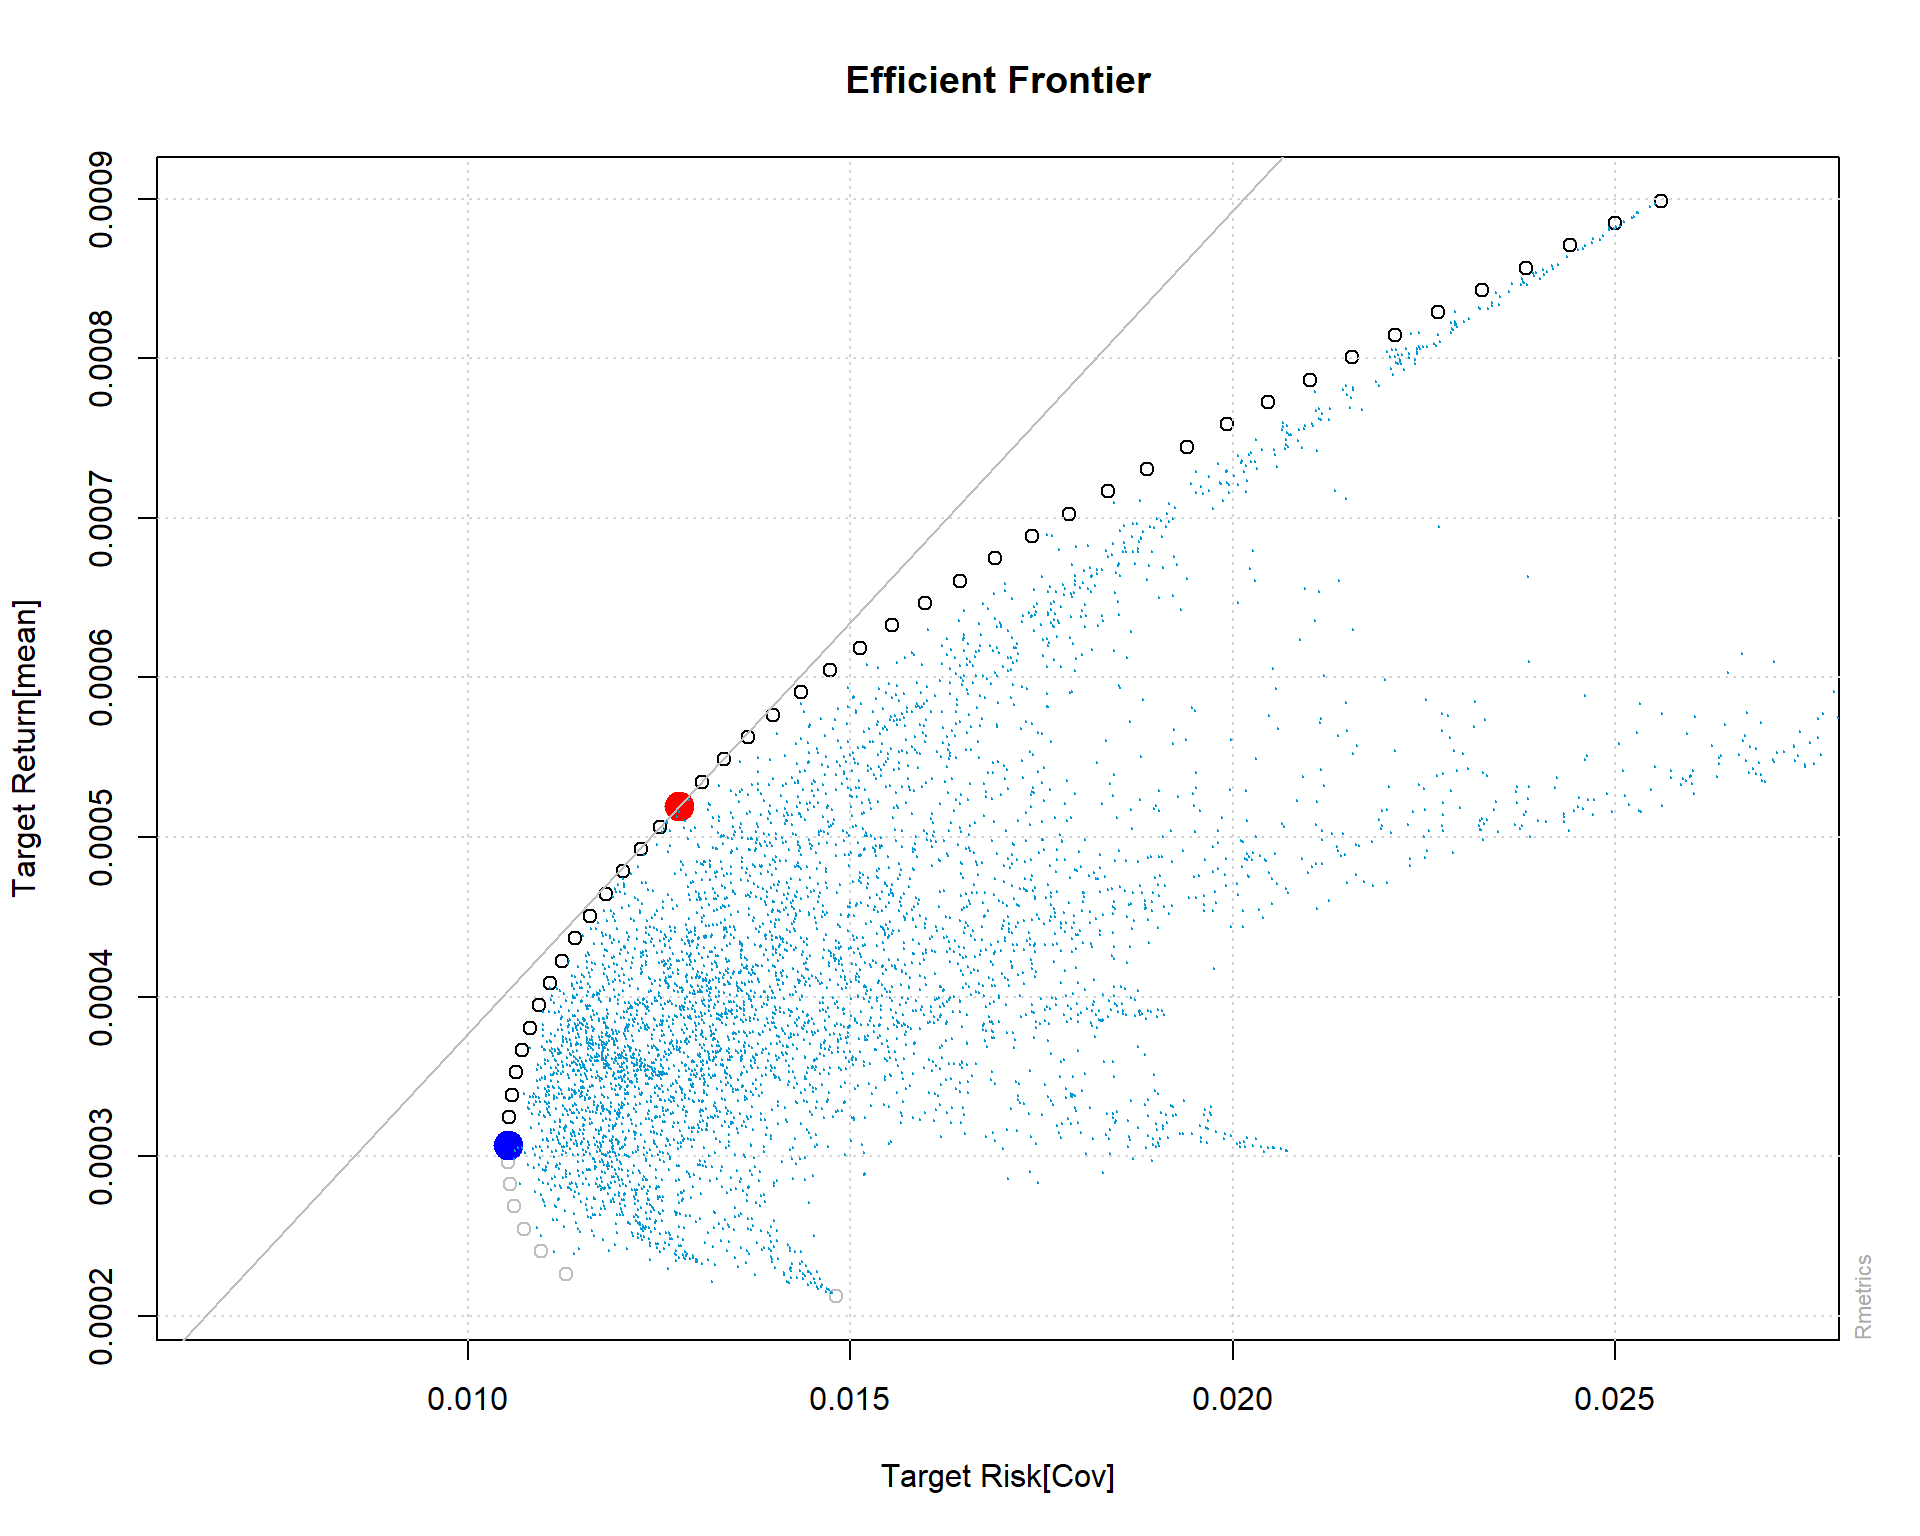 Efficient Frontier
Target Return[mean]
0.0009
0.0008
0.0007
0.0006
0.0005
0.0004
0.0003
0.0002
0.010 0.015 0.020 0.025
Target Risk[Cov]
Rmetrics